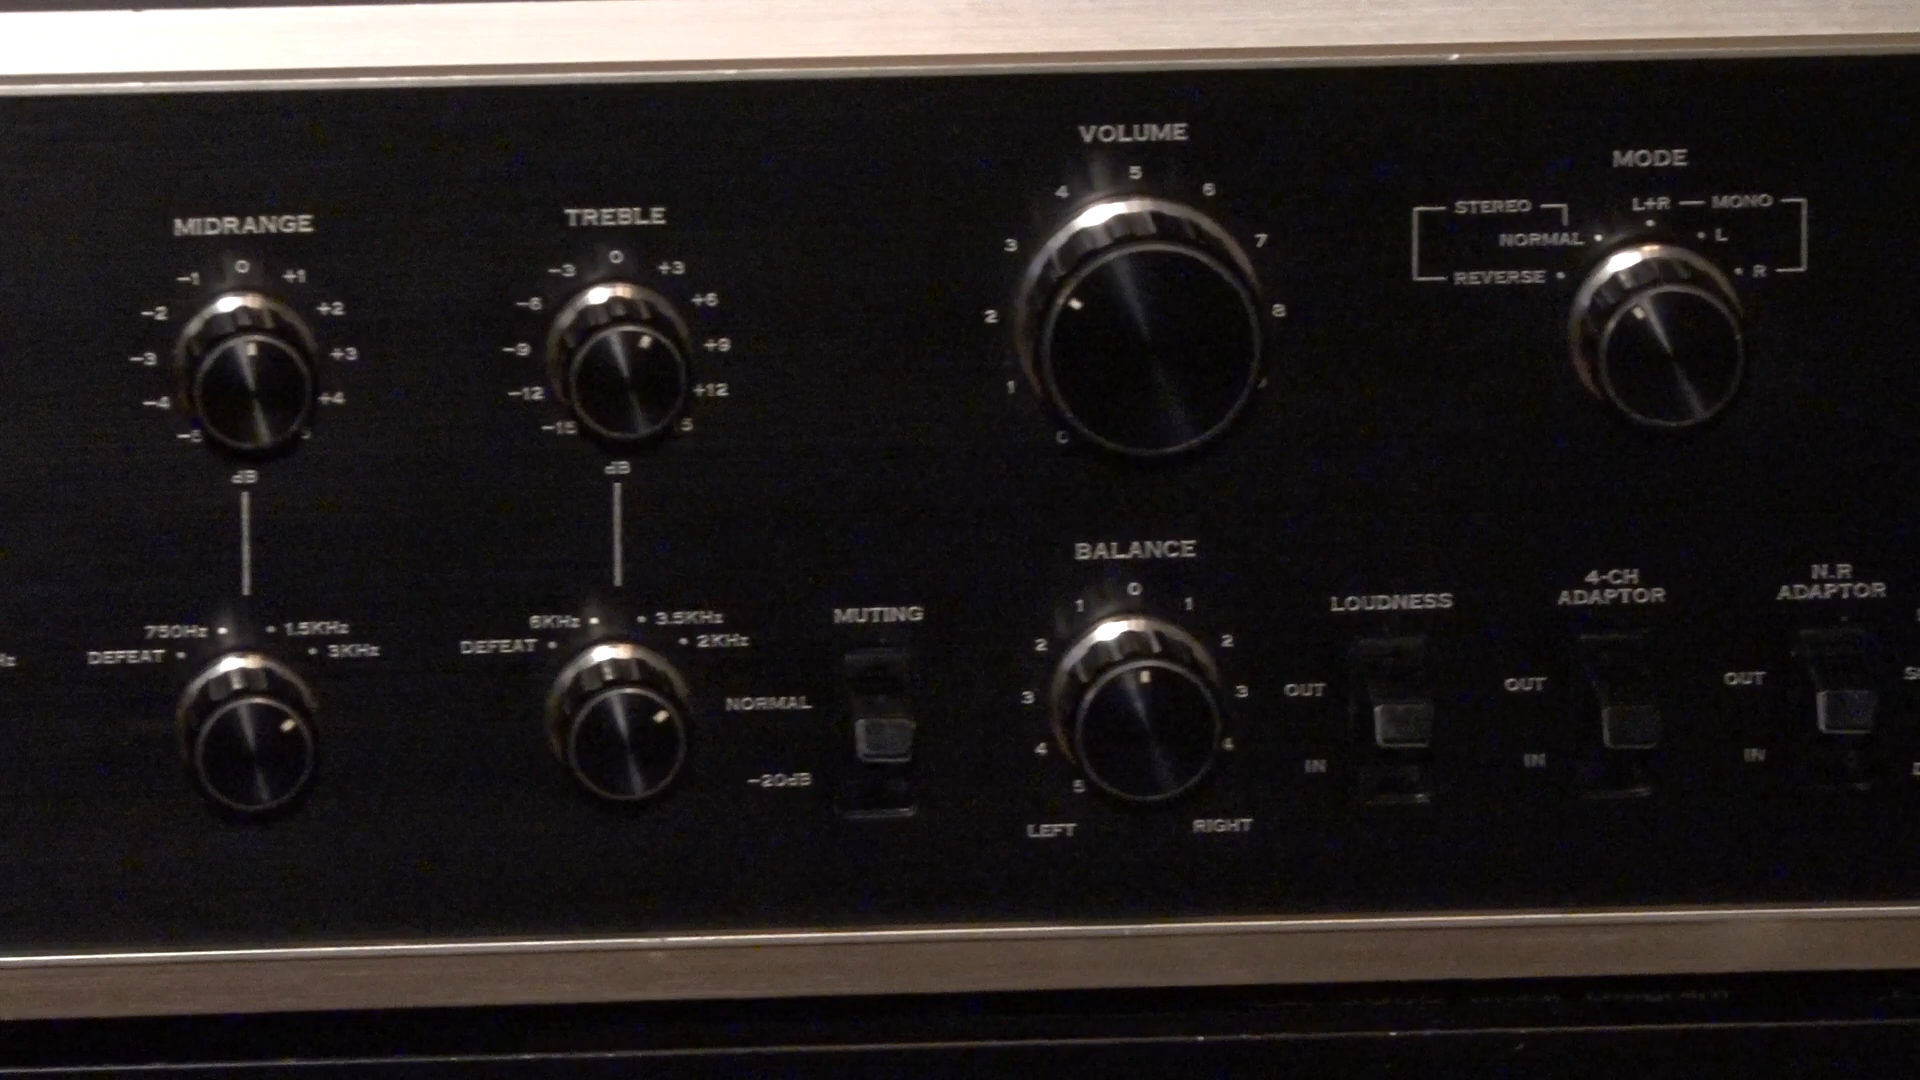 VOLUME
MODE
4 5 6
3 7
2 8
1
0
STEREO L+R MONO
NORMAL L
REVERSE R
MIDRANGE
-1 0 +1
-2 +2
-3 +3
-4 +4
dB
TREBLE
-3 0 +3
-6 +6
-9 +9
-12 +12
-15
dB
750Hz 1.5KHz
DEFEAT 3KHz
6KHz 3.5KHz
DEFEAT 2KHz
MUTING
NORMAL
-20dB
BALANCE
1 0 1
2 2
3 3
4 4
5
LEFT RIGHT
LOUDNESS
OUT
IN
4-CH
ADAPTOR
OUT
IN
N.R
ADAPTOR
OUT
IN